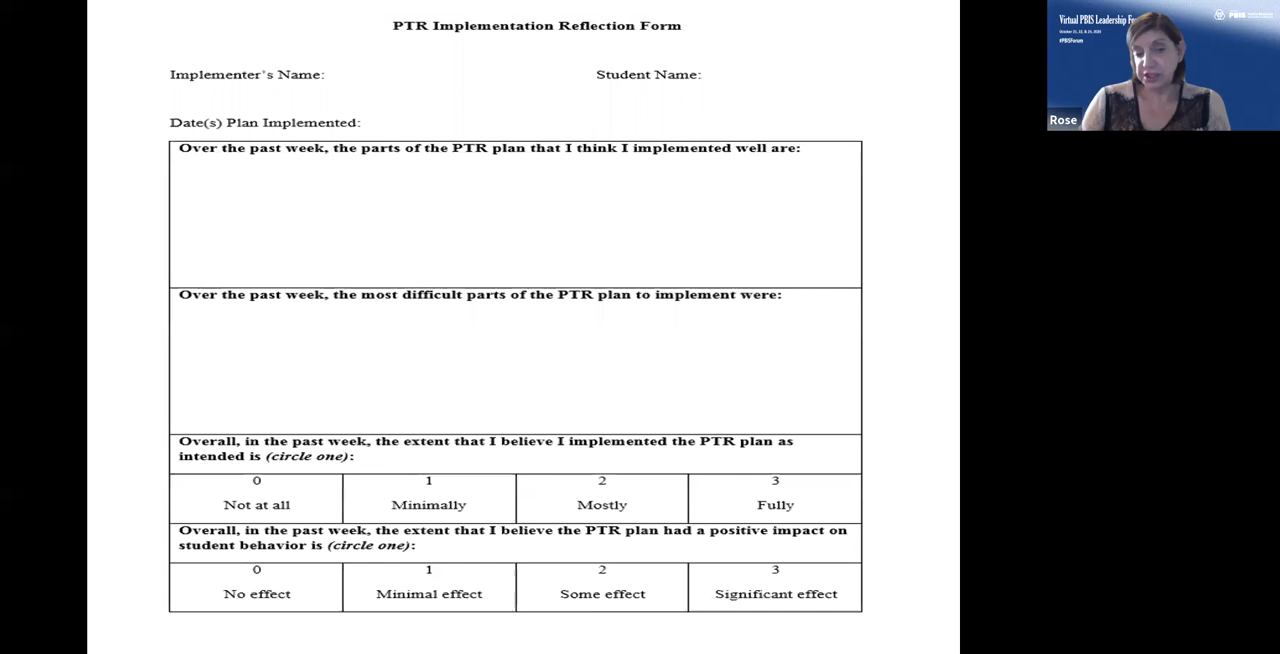 PTR Implementation Reflection Form
Implementer's Name: Student Name:
Date(s) Plan Implemented:
Over the past week, the parts of the PTR plan that I think I implemented well are:
Over the past week, the most difficult parts of the PTR plan to implement were:
Overall, in the past week, the extent that I believe I implemented the PTR plan as
intended is (circle one):
0 1 2 3
Not at all Minimally Mostly Fully
Overall, in the past week, the extent that I believe the PTR plan had a positive impact on
student behavior is (circle one):
0 1 2 3
No effect Minimal effect Some effect Significant effect
Virtual PBIS Leadership Fo
#PBISForum
PBIS
Rose